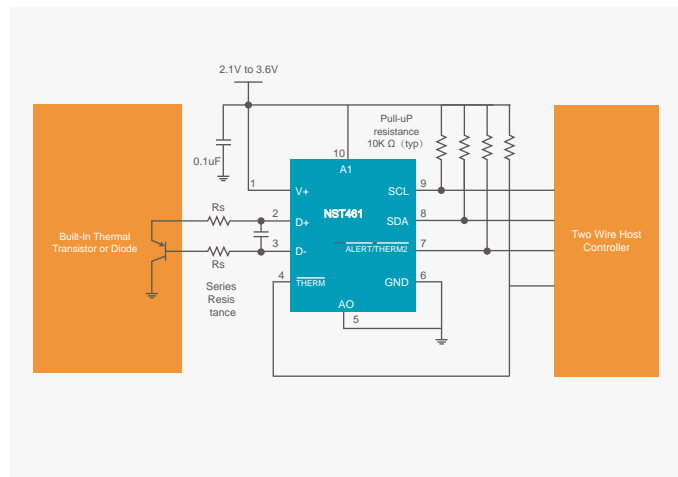 2.1V to 3.6V
Pull-uP
resistance
10K Ω（typ）
0.1uF
10
A1
1
V+
SCL
9
Rs
2
D+
NST461
SDA
8
Built-In Thermal
Transistor or Diode
Two Wire Host
Controller
3
D-
ALERT/THERM2
7
Rs
4
THERM
GND
6
Series
Resis
tance
AO
5